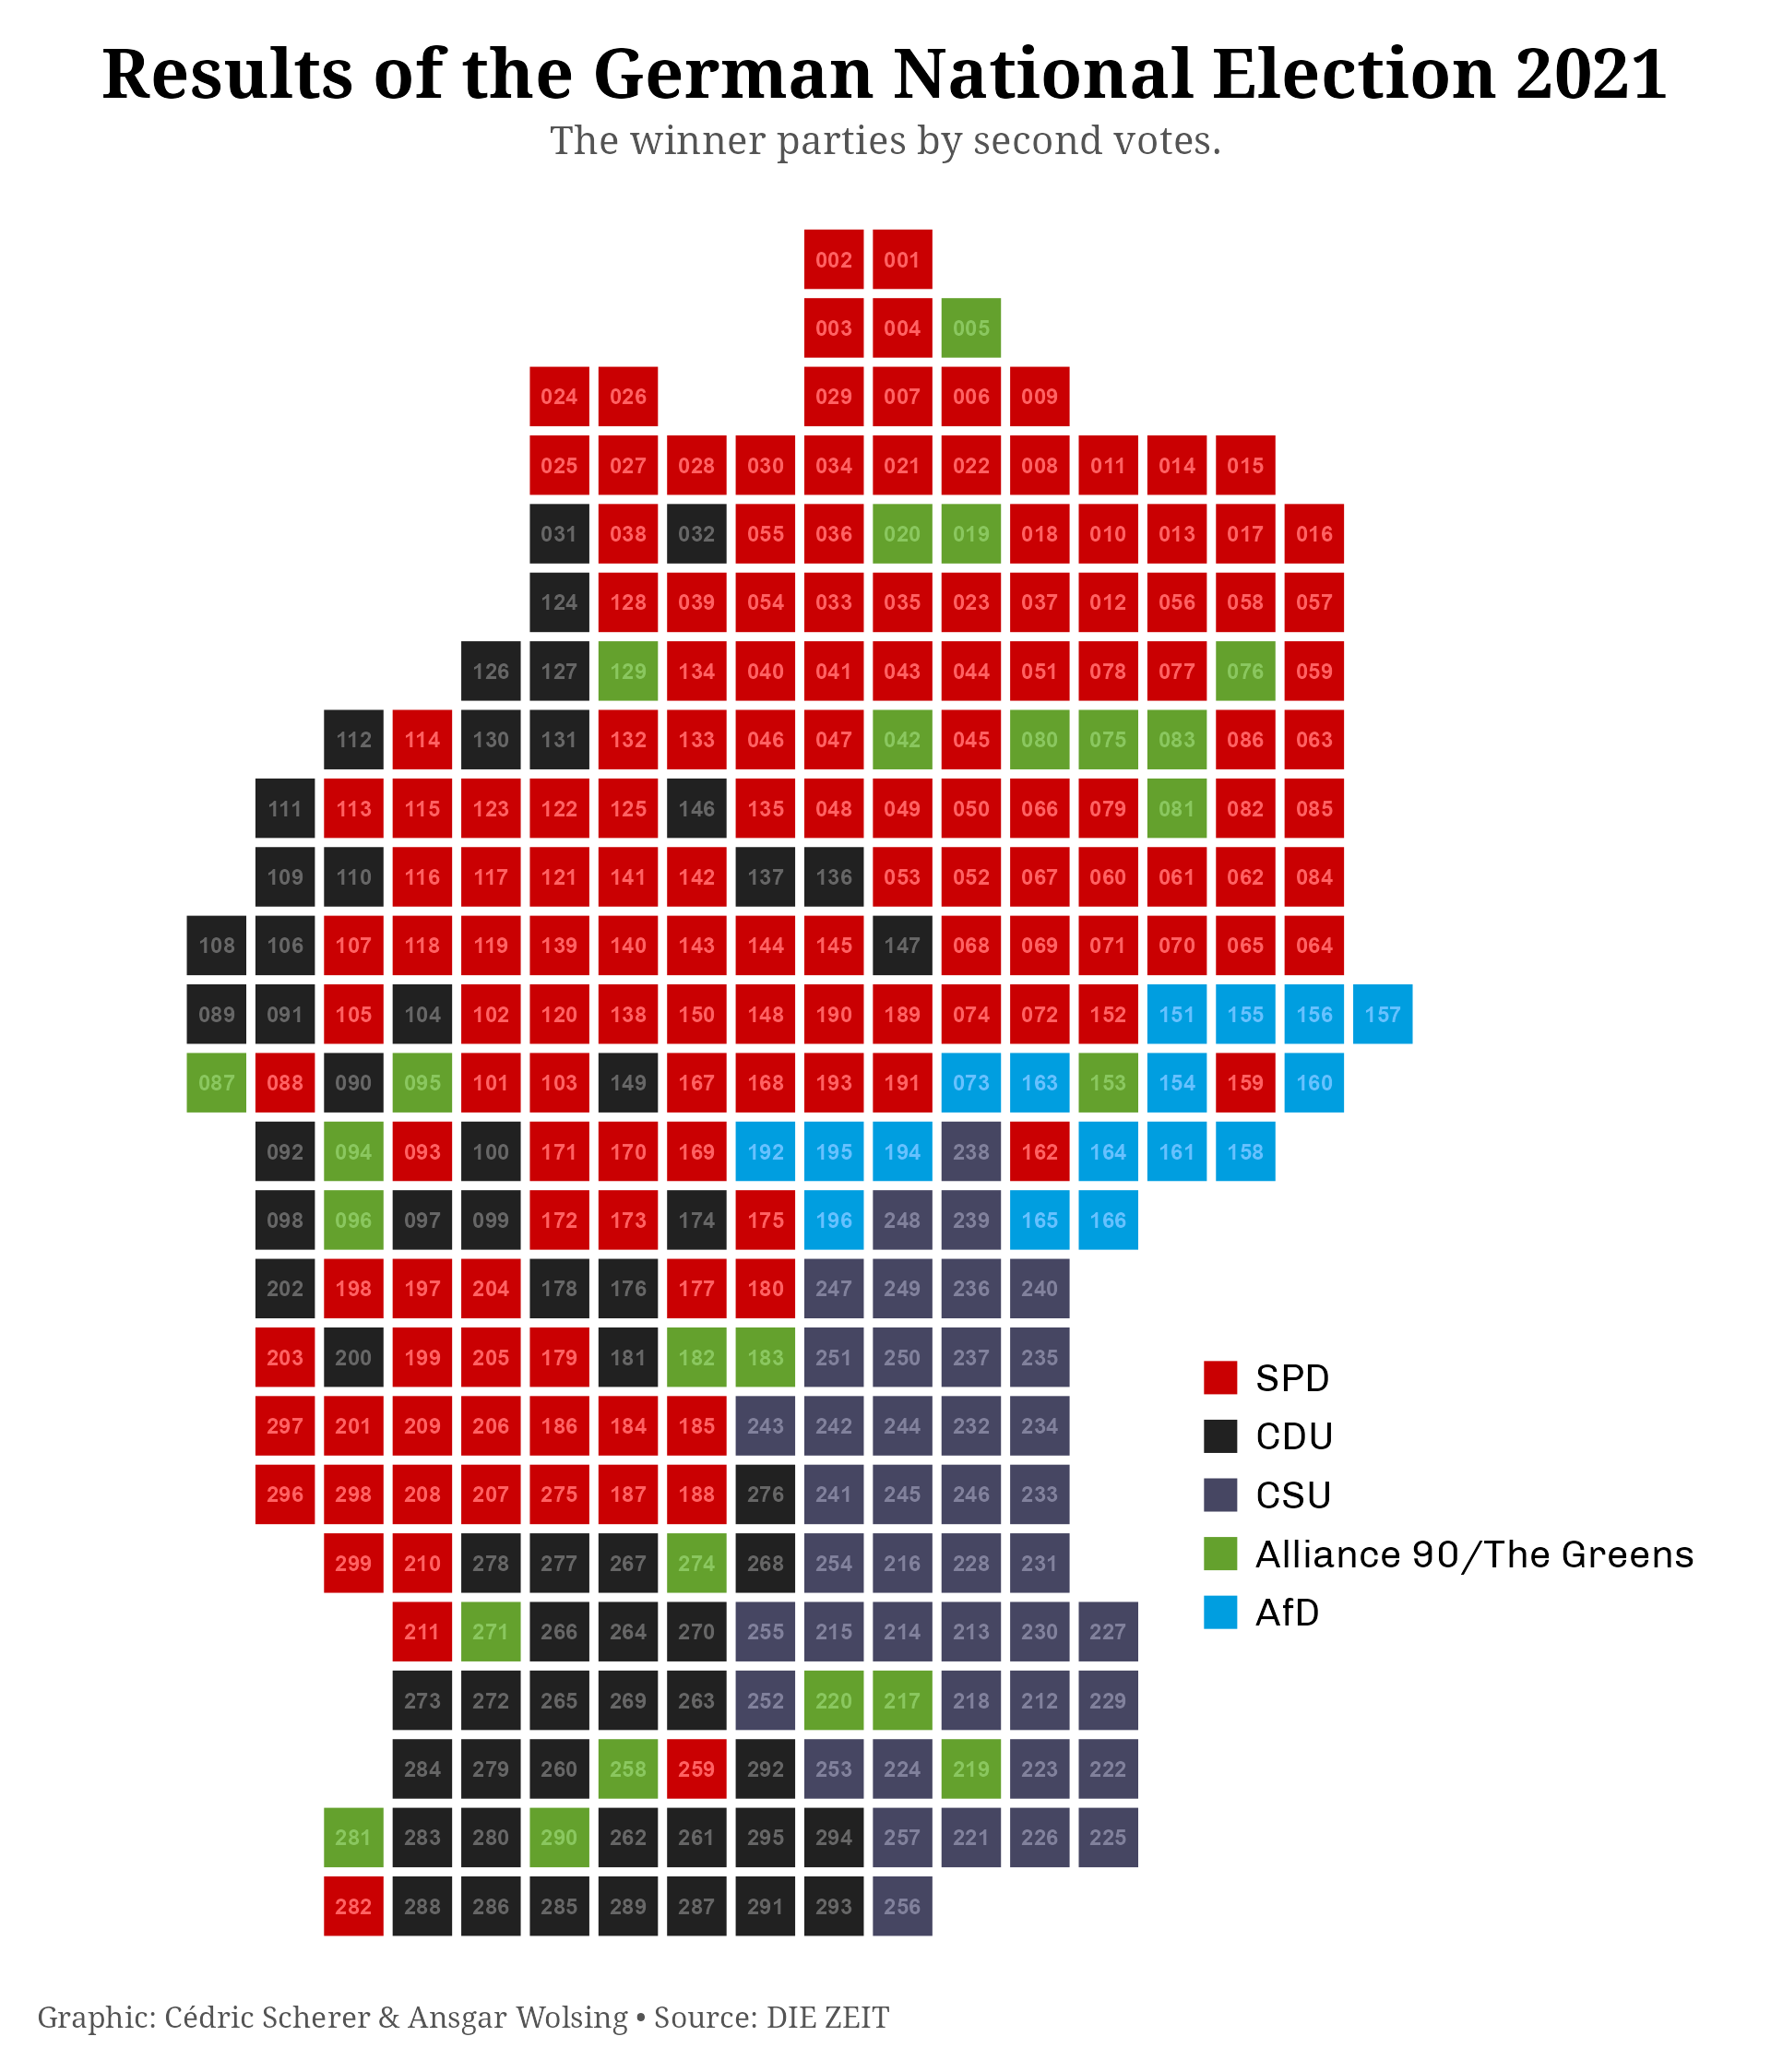 Results of the German National Election 2021
The winner parties by second votes.
002 001
003 004 005
024 026 029 007 006 009
025 027 028 030 034 021 022 008 011 014 015
031 038 032 055 036 020 019 018 010 013 017 016
124 128 039 054 033 035 023 037 012 056 058 057
126 127 129 134 040 041 043 044 051 078 077 076 059
112 114 130 131 132 133 046 047 042 045 080 075 083 086 063
111 113 115 123 122 125 146 135 048 049 050 066 079 081 082 085
109 110 116 117 121 141 142 137 136 053 052 067 060 061 062 084
108 106 107 118 119 139 140 143 144 145 147 068 069 071 070 065 064
089 091 105 104 102 120 138 150 148 190 189 074 072 152 151 155 156 157
087 088 090 095 101 103 149 167 168 193 191 073 163 153 154 159 160
092 094 093 100 171 170 169 192 195 194 238 162 164 161 158
098 096 097 099 172 173 174 175 196 248 239 165 166
202 198 197 204 178 176 177 180 247 249 236 240
203 200 199 205 179 181 182 183 251 250 237 235
297 201 209 206 186 184 185 243 242 244 232 234
296 298 208 207 275 187 188 276 241 245 246 233
299 210 278 277 267 274 268 254 216 228 231
211 271 266 264 270 255 215 214 213 230 227
273 272 265 269 263 252 220 217 218 212 229
284 279 260 258 259 292 253 224 219 223 222
281 283 280 290 262 261 295 294 257 221 226 225
282 288 286 285 289 287 291 293 256
SPD
CDU
CSU
Alliance 90/The Greens
AfD
Graphic: Cédric Scherer & Ansgar Wolsing • Source: DIE ZEIT